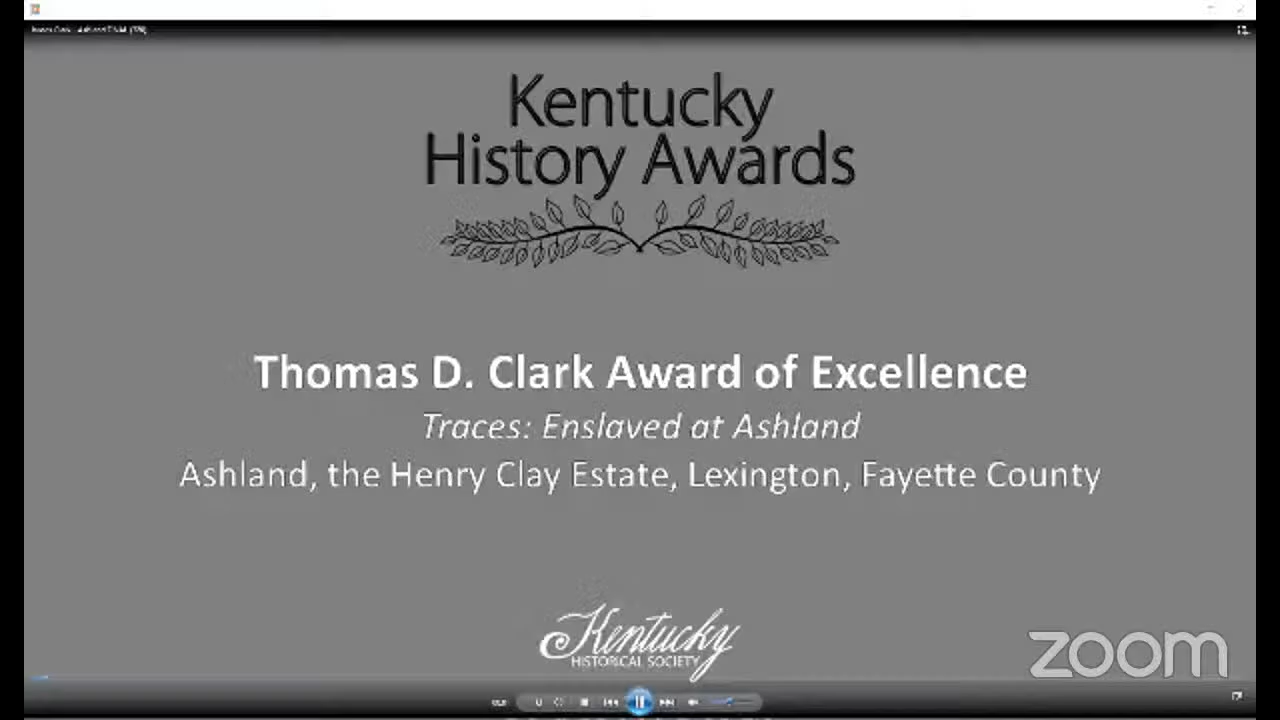 Kentucky
History Awards
Thomas D. Clark Award of Excellence
Traces: Enslaved at Ashland
Ashland, the Henry Clay Estate, Lexington, Fayette County
Kentucky
HISTORICAL SOCIETY
zoom